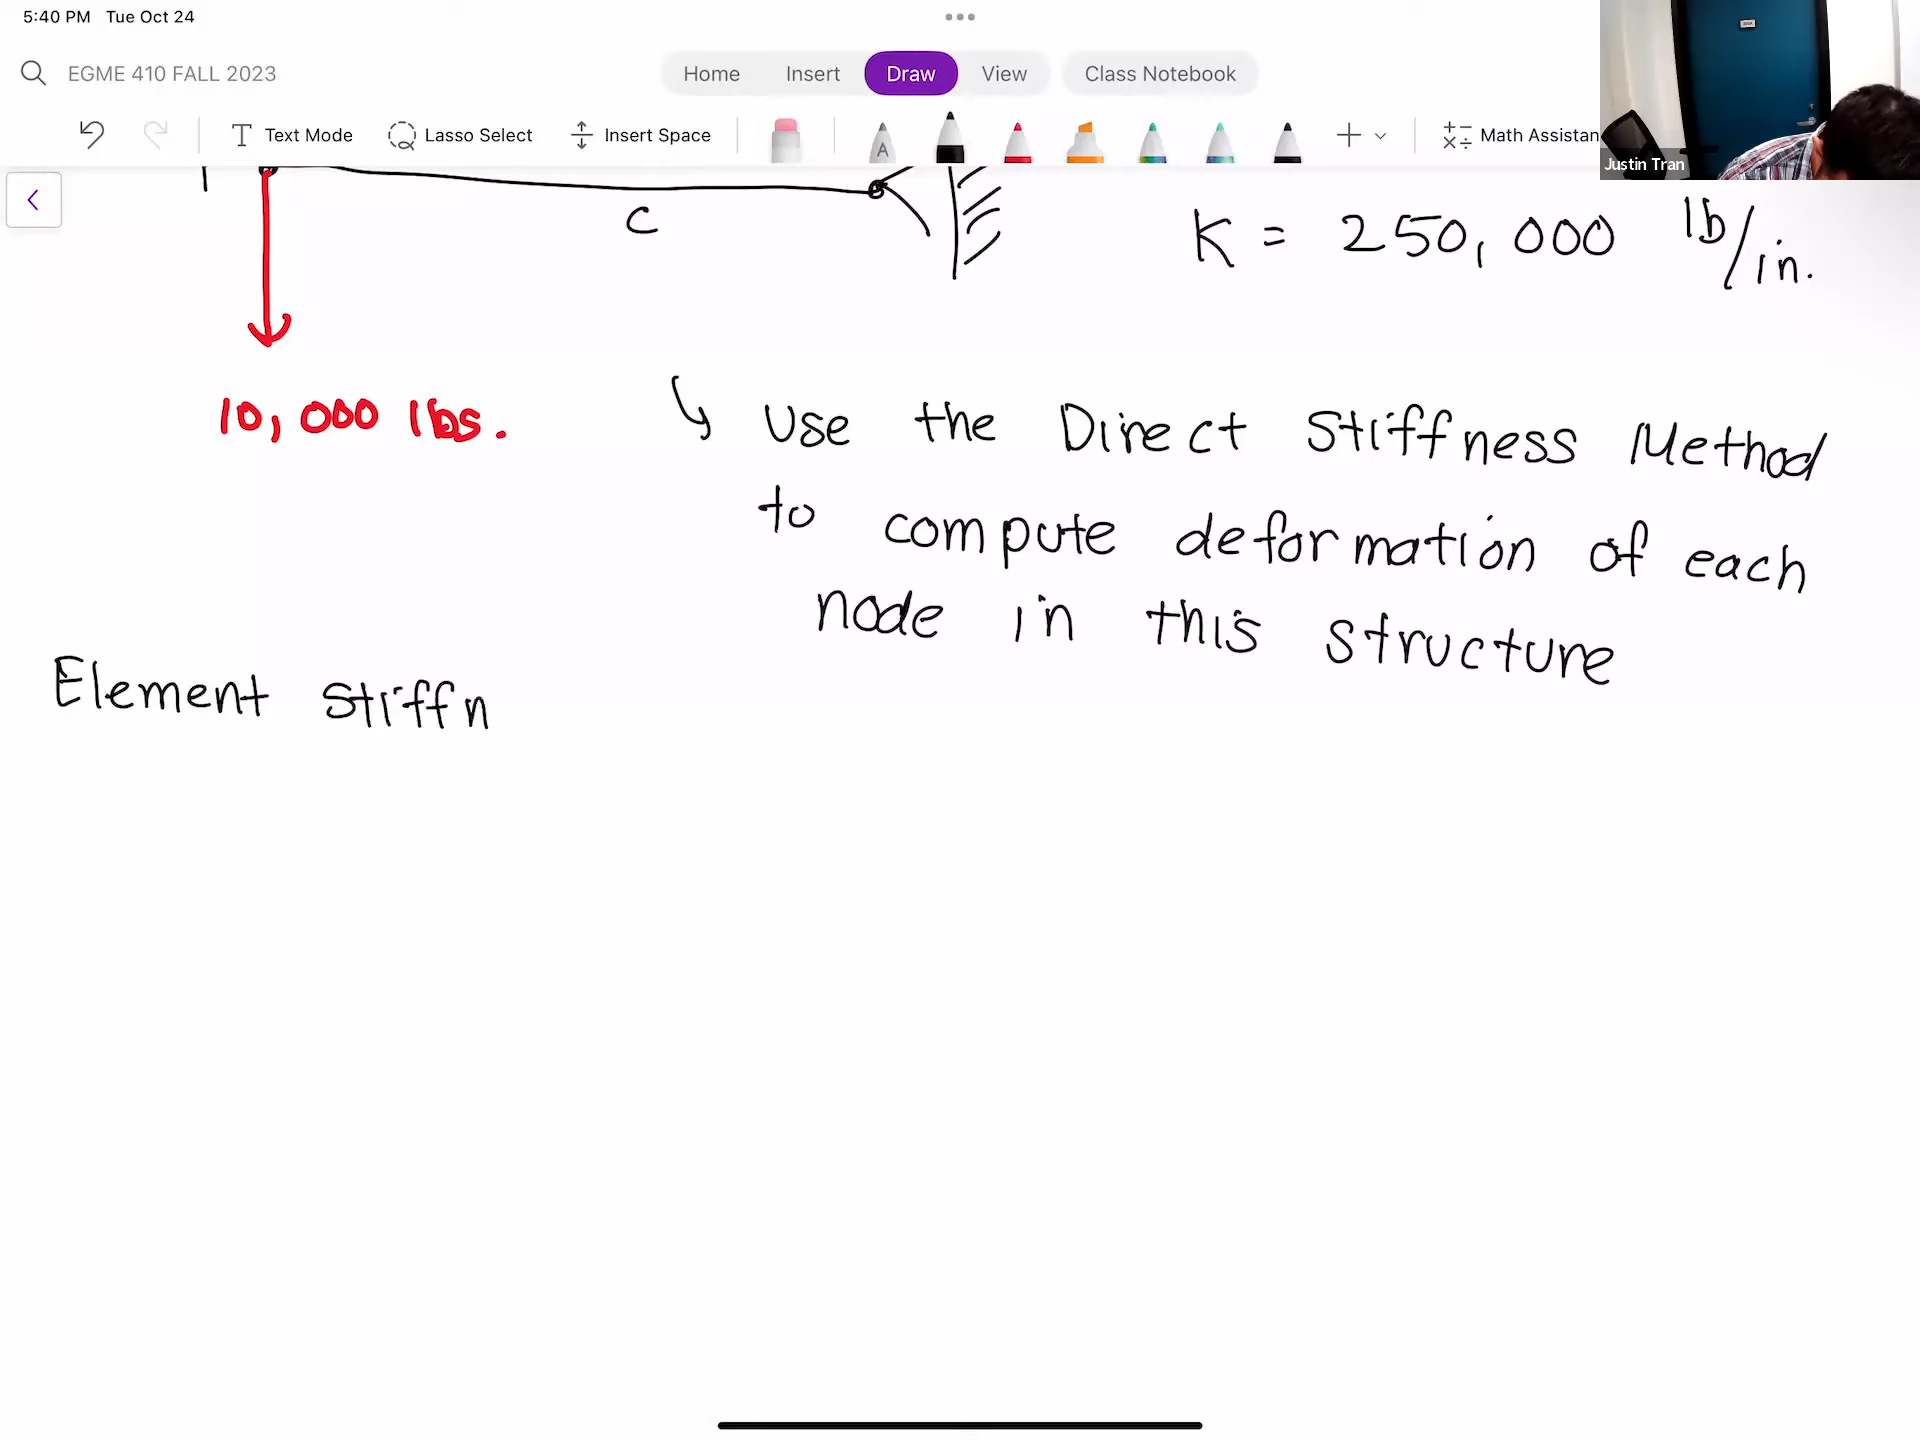 5:40 PM Tue Oct 24
EGME 410 FALL 2023
Home Insert Draw View Class Notebook
Text Mode Lasso Select Insert Space A Math Assistan
Justin Tran
C
K = 250,000 lb/in.
10,000 lbs.
Use the Direct Stiffness Method
to compute deformation of each
node in this structure
Element Stiffn